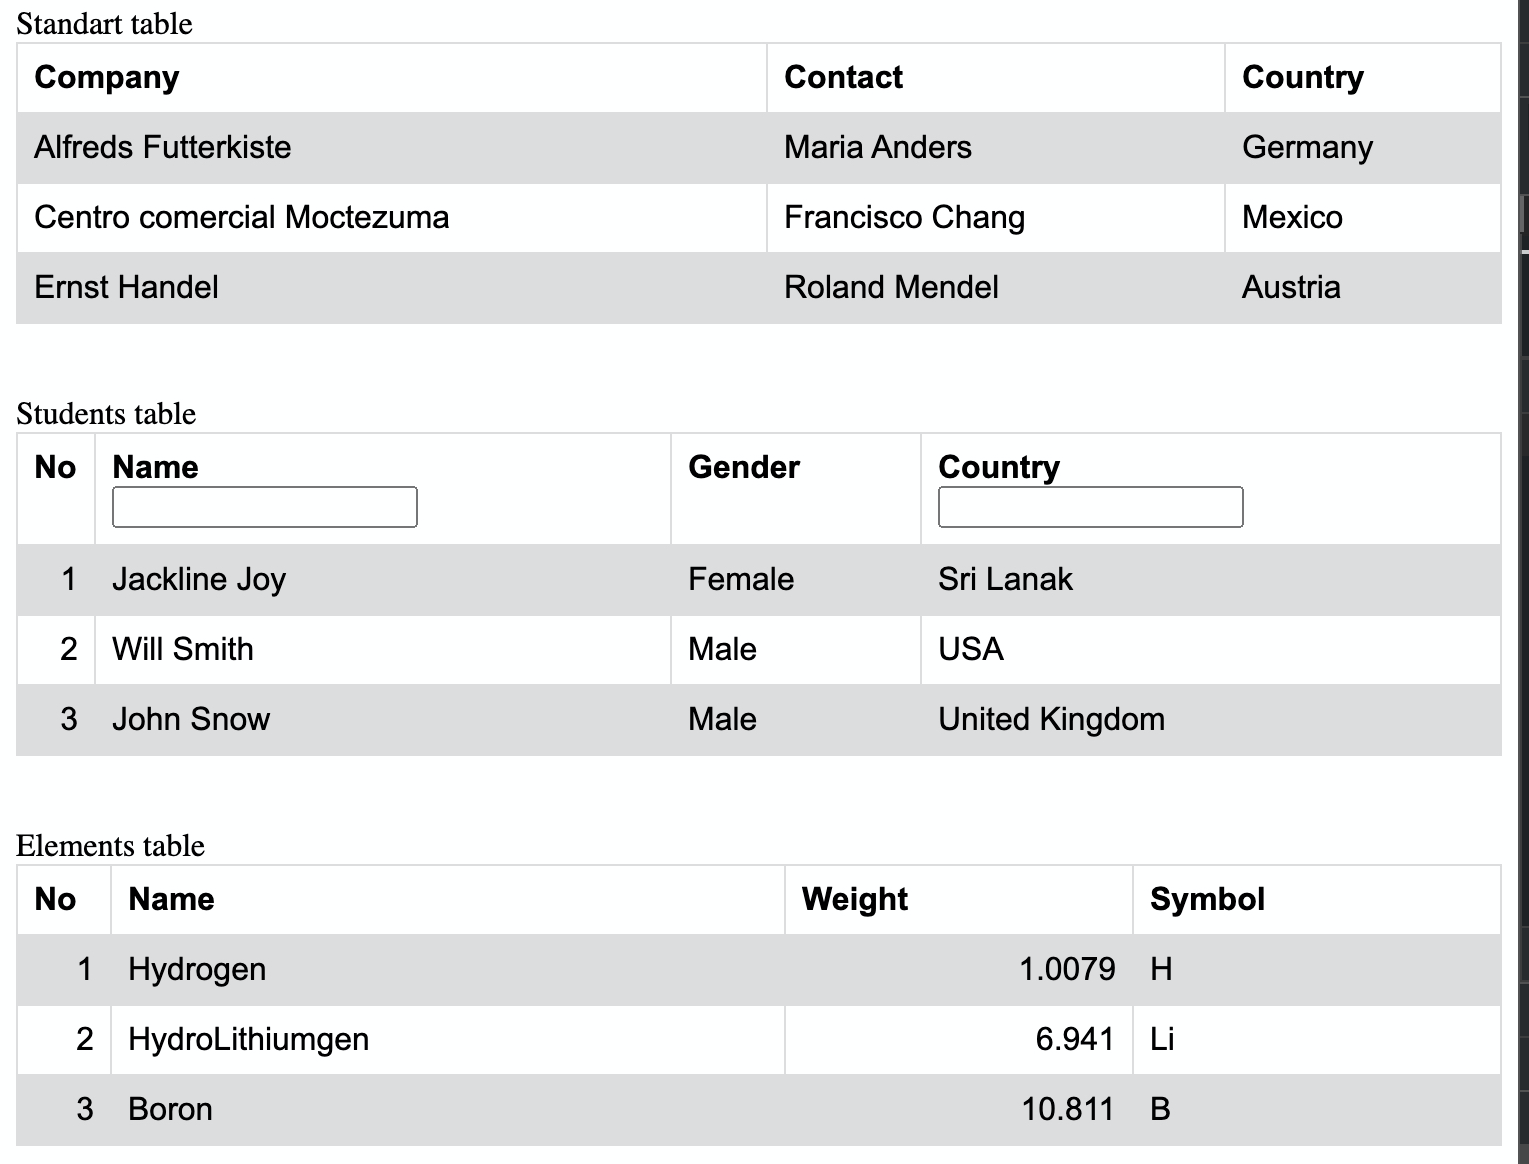 Standart table
Company Contact Country
Alfreds Futterkiste Maria Anders Germany
Centro comercial Moctezuma Francisco Chang Mexico
Ernst Handel Roland Mendel Austria
Students table
No Name Gender Country
1 Jackline Joy Female Sri Lanak
2 Will Smith Male USA
3 John Snow Male United Kingdom
Elements table
No Name Weight Symbol
1 Hydrogen 1.0079 H
2 HydroLithiumgen 6.941 Li
3 Boron 10.811 B